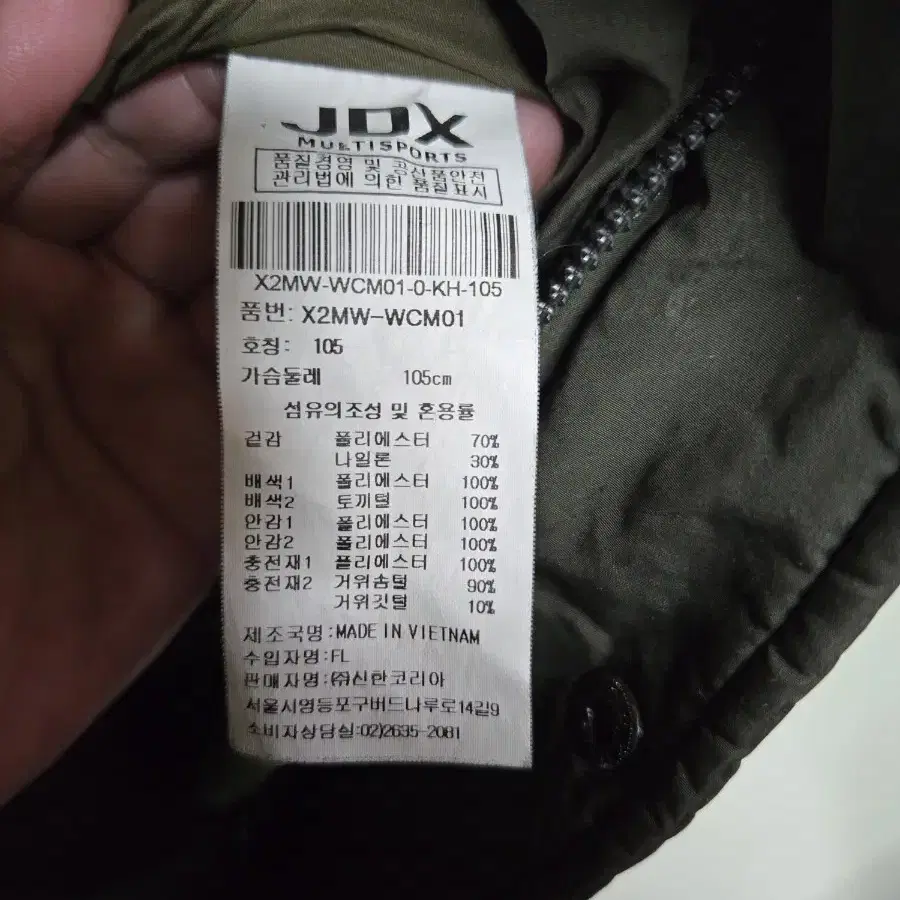 JDX
MULTISPORTS
품질경영 및 공산품안전
관리법에 의한 품질표시
X2MW-WCM01-0-KH-105
품번: X2MW-WCM01
호칭: 105
가슴둘레 105cm
섬유의조성 및 혼용률
겉감 폴리에스터 70%
나일론 30%
배색1 폴리에스터 100%
배색2 토끼털 100%
안감1 폴리에스터 100%
안감2 폴리에스터 100%
충전재1 폴리에스터 100%
충전재2 거위솜털 90%
거위깃털 10%
제조국명:MADE IN VIETNAM
수입자명:FL
판매자명:㈜신한코리아
서울시영등포구버드나루로14길9
소비자상담실:02)2635-2081